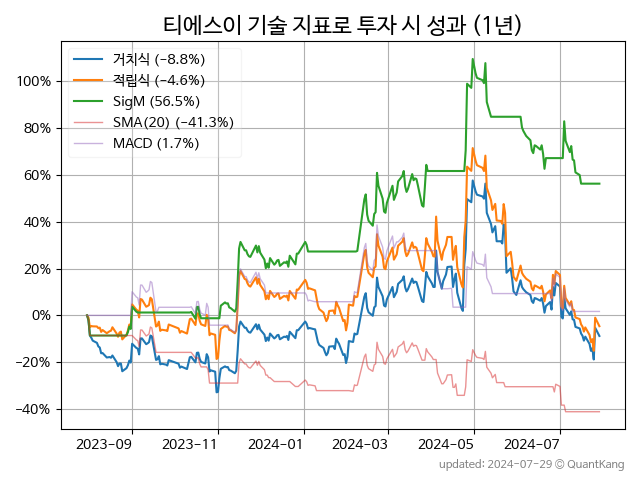 티에스이 기술 지표로 투자 시 성과 (1년)
거치식 (-8.8%)
적립식 (-4.6%)
SigM (56.5%)
SMA(20) (-41.3%)
MACD (1.7%)
100%
80%
60%
40%
20%
0%
-20%
-40%
2023-09 2023-11 2024-01 2024-03 2024-05 2024-07
updated: 2024-07-29 © QuantKang